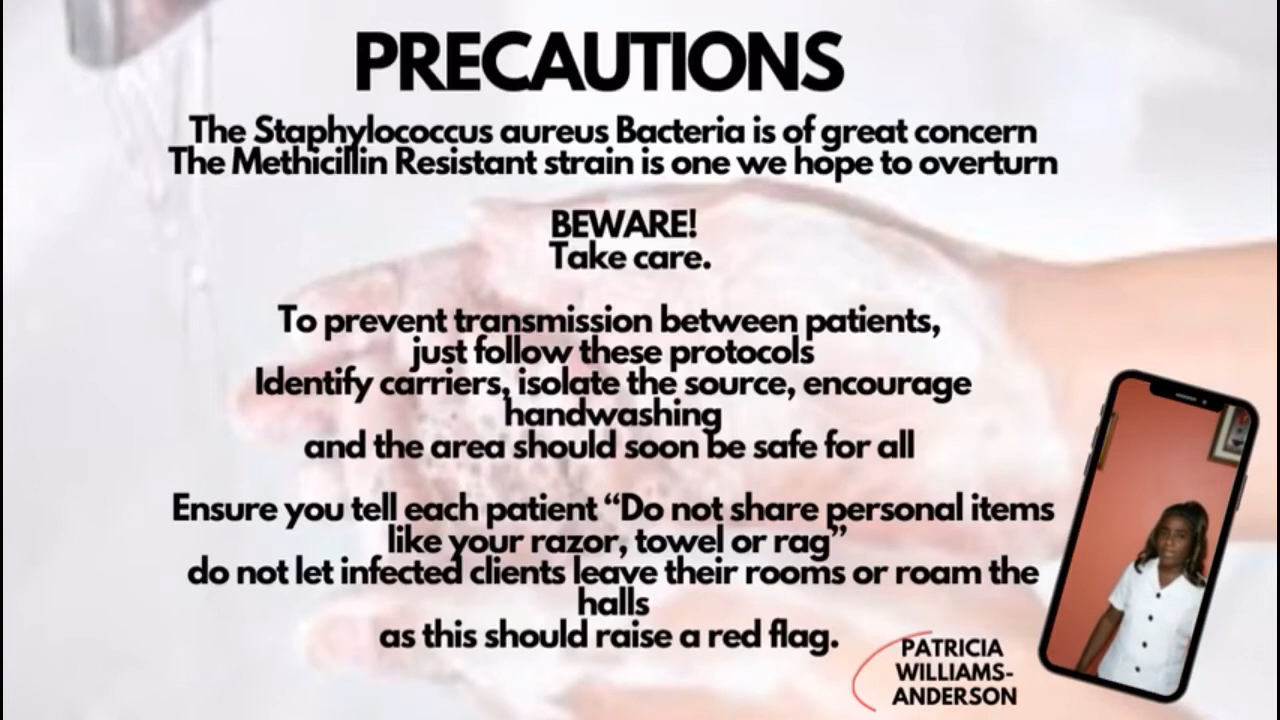 PRECAUTIONS
The Staphylococcus aureus Bacteria is of great concern
The Methicillin Resistant strain is one we hope to overturn
BEWARE!
Take care.
To prevent transmission between patients,
just follow these protocols
Identify carriers, isolate the source, encourage
handwashing
and the area should soon be safe for all
Ensure you tell each patient “Do not share personal items
like your razor, towel or rag”
do not let infected clients leave their rooms or roam the
halls
as this should raise a red flag.
PATRICIA
WILLIAMS-
ANDERSON